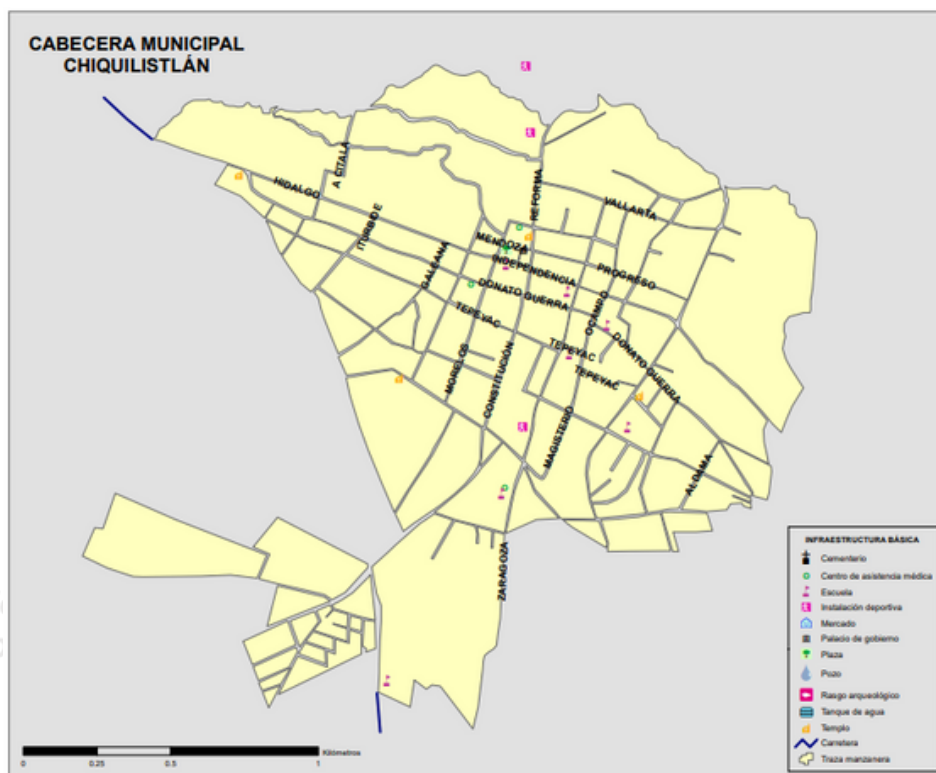 CABECERA MUNICIPAL
CHIQUILISTLÁN
A CITALA
HIDALGO
ITURBIDE
GALEANA
REFORMA
VALLARTA
MENDOZA
INDEPENDENCIA
PROGRESO
DONATO GUERRA
OCAMPO
TEPEYAC
TEPEYAC
TEPEYAC
DONATO GUERRA
MORELOS
CONSTITUCIÓN
MAGISTERIO
ALDAMA
ZARAGOZA
INFRAESTRUCTURA BÁSICA
Cementerio
Centro de asistencia médica
Escuela
Instalación deportiva
Mercado
Palacio de gobierno
Plaza
Pozo
Rasgo arqueológico
Tanque de agua
Templo
Carretera
Traza manzanera
Kilómetros
0 0.25 0.5 1